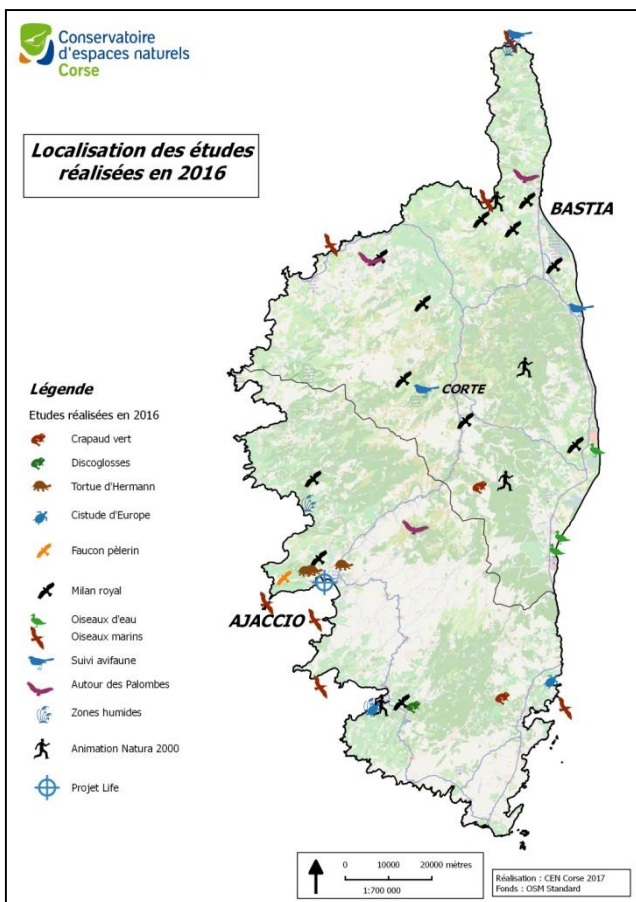 Conservatoire
d'espaces naturels
Corse
Localisation des études
réalisées en 2016
BASTIA
CORTE
AJACCIO
Légende
Etudes réalisées en 2016
Crapaud vert
Discoglosses
Tortue d'Hermann
Cistude d'Europe
Faucon pèlerin
Milan royal
Oiseaux d'eau
Oiseaux marins
Suivi avifaune
Autour des Palombes
Zones humides
Animation Natura 2000
Projet Life
0 10000 20000 mètres
1:700 000
Réalisation : CEN Corse 2017
Fonds : OSM Standard